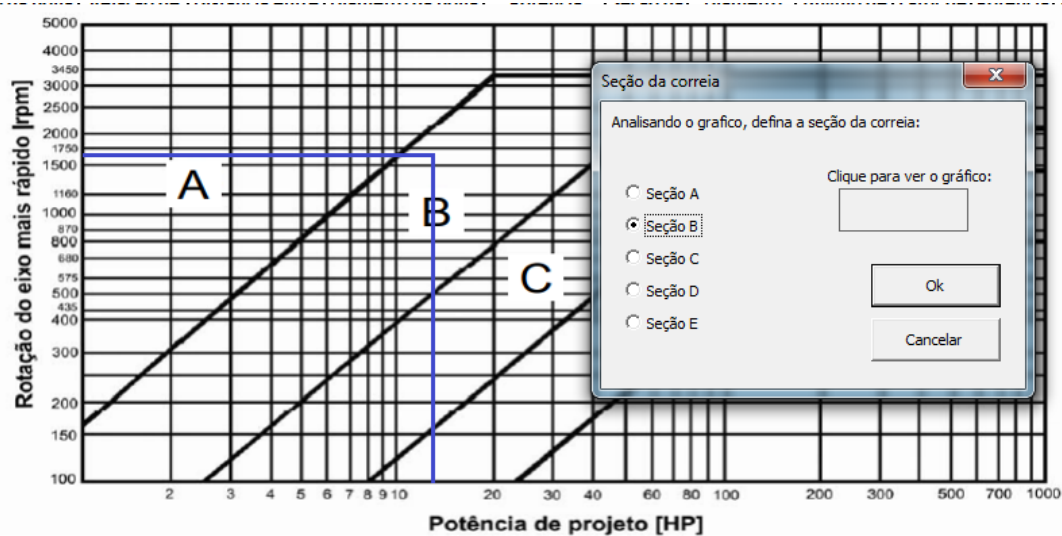 5000
4000
3450
3000
2500
2000
1750
1500
1160
1000
870
800
680
575
500
435
400
300
200
150
100
Rotação do eixo mais rápido [rpm]
A
B
C
2 3 4 5 6 7 8 9 10 20 30 40 60 80 100 200 300 500 700 1000
Potência de projeto [HP]
Seção da correia
Analisando o grafico, defina a seção da correia:
Seção A
Seção B
Seção C
Seção D
Seção E
Clique para ver o gráfico:
Ok
Cancelar